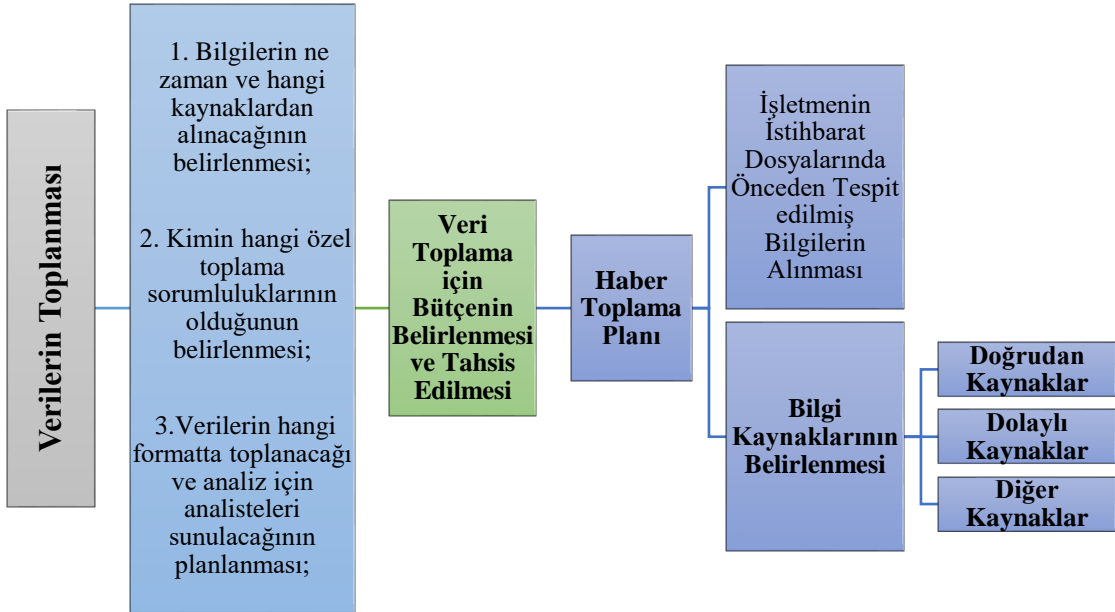 Verilerin Toplanması
1. Bilgilerin ne
zaman ve hangi
kaynaklardan
alınacağının
belirlenmesi;
2. Kimin hangi özel
toplama
sorumluluklarının
olduğunun
belirlenmesi;
3.Verilerin hangi
formatta toplanacağı
ve analiz için
analisteleri
sunulacağının
planlanması;
Veri
Toplama
için
Bütçenin
Belirlenmesi
ve Tahsis
Edilmesi
Haber
Toplama
Planı
İşletmenin
İstihbarat
Dosyalarında
Önceden Tespit
edilmiş
Bilgilerin
Alınması
Bilgi
Kaynaklarının
Belirlenmesi
Doğrudan
Kaynaklar
Dolaylı
Kaynaklar
Diğer
Kaynaklar